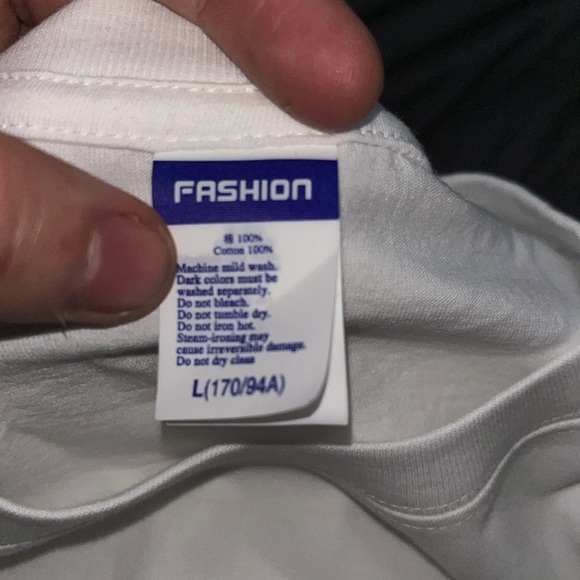 FASHION
棉 100%
Cotton 100%
Machine mild wash.
Dark colors must be
washed separately.
Do not bleach.
Do not tumble dry.
Do not iron hot.
Steam-ironing may
cause irreversible damage.
Do not dry clean
L(170/94A)